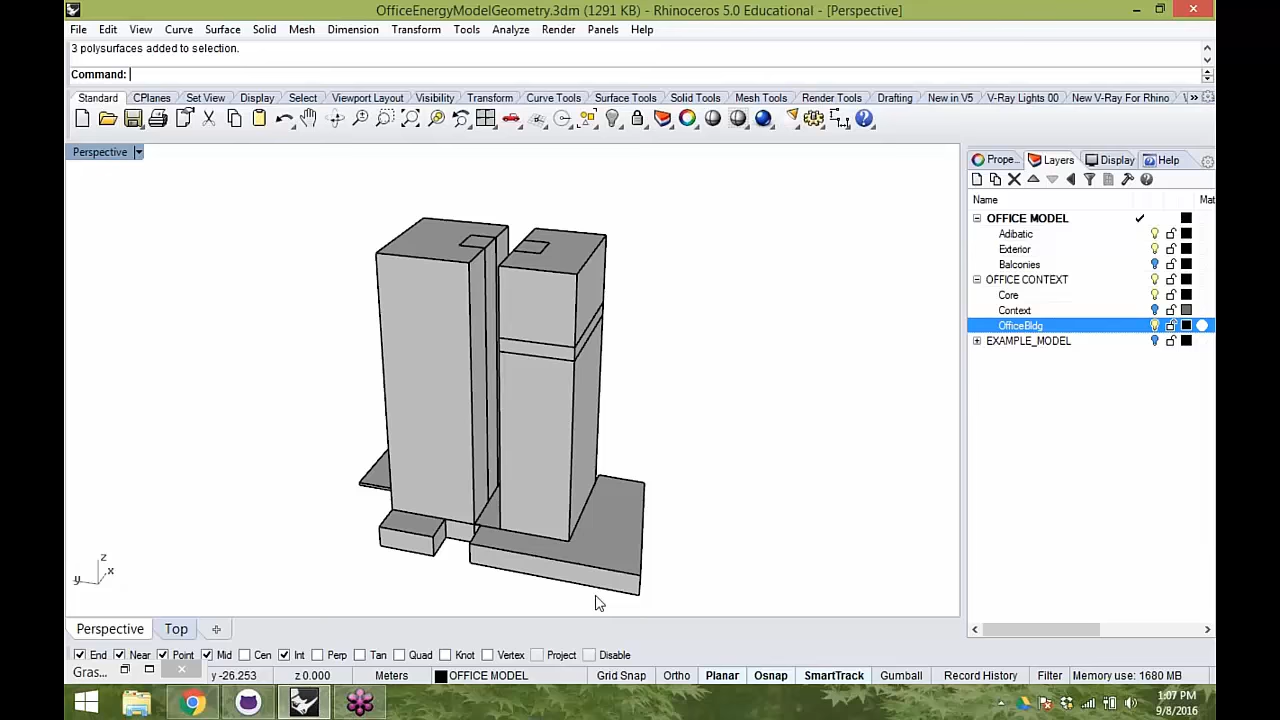 OfficeEnergyModelGeometry.3dm (1291 KB) - Rhinoceros 5.0 Educational - [Perspective]
File Edit View Curve Surface Solid Mesh Dimension Transform Tools Analyze Render Panels Help
3 polysurfaces added to selection.
Command:
Standard CPlanes Set View Display Select Viewport Layout Visibility Transform Curve Tools Surface Tools Solid Tools Mesh Tools Render Tools Drafting New in V5 V-Ray Lights 00 New V-Ray For Rhino
Perspective
Prope... Layers Display Help
Name Mat
OFFICE MODEL
Adibatic
Exterior
Balconies
OFFICE CONTEXT
Core
Context
OfficeBldg
EXAMPLE_MODEL
z
y x
Perspective Top
End Near Point Mid Cen Int Perp Tan Quad Knot Vertex Project Disable
Gras... y -26.253 z 0.000 Meters OFFICE MODEL Grid Snap Ortho Planar Osnap SmartTrack Gumball Record History Filter Memory use: 1680 MB
1:07 PM
9/8/2016